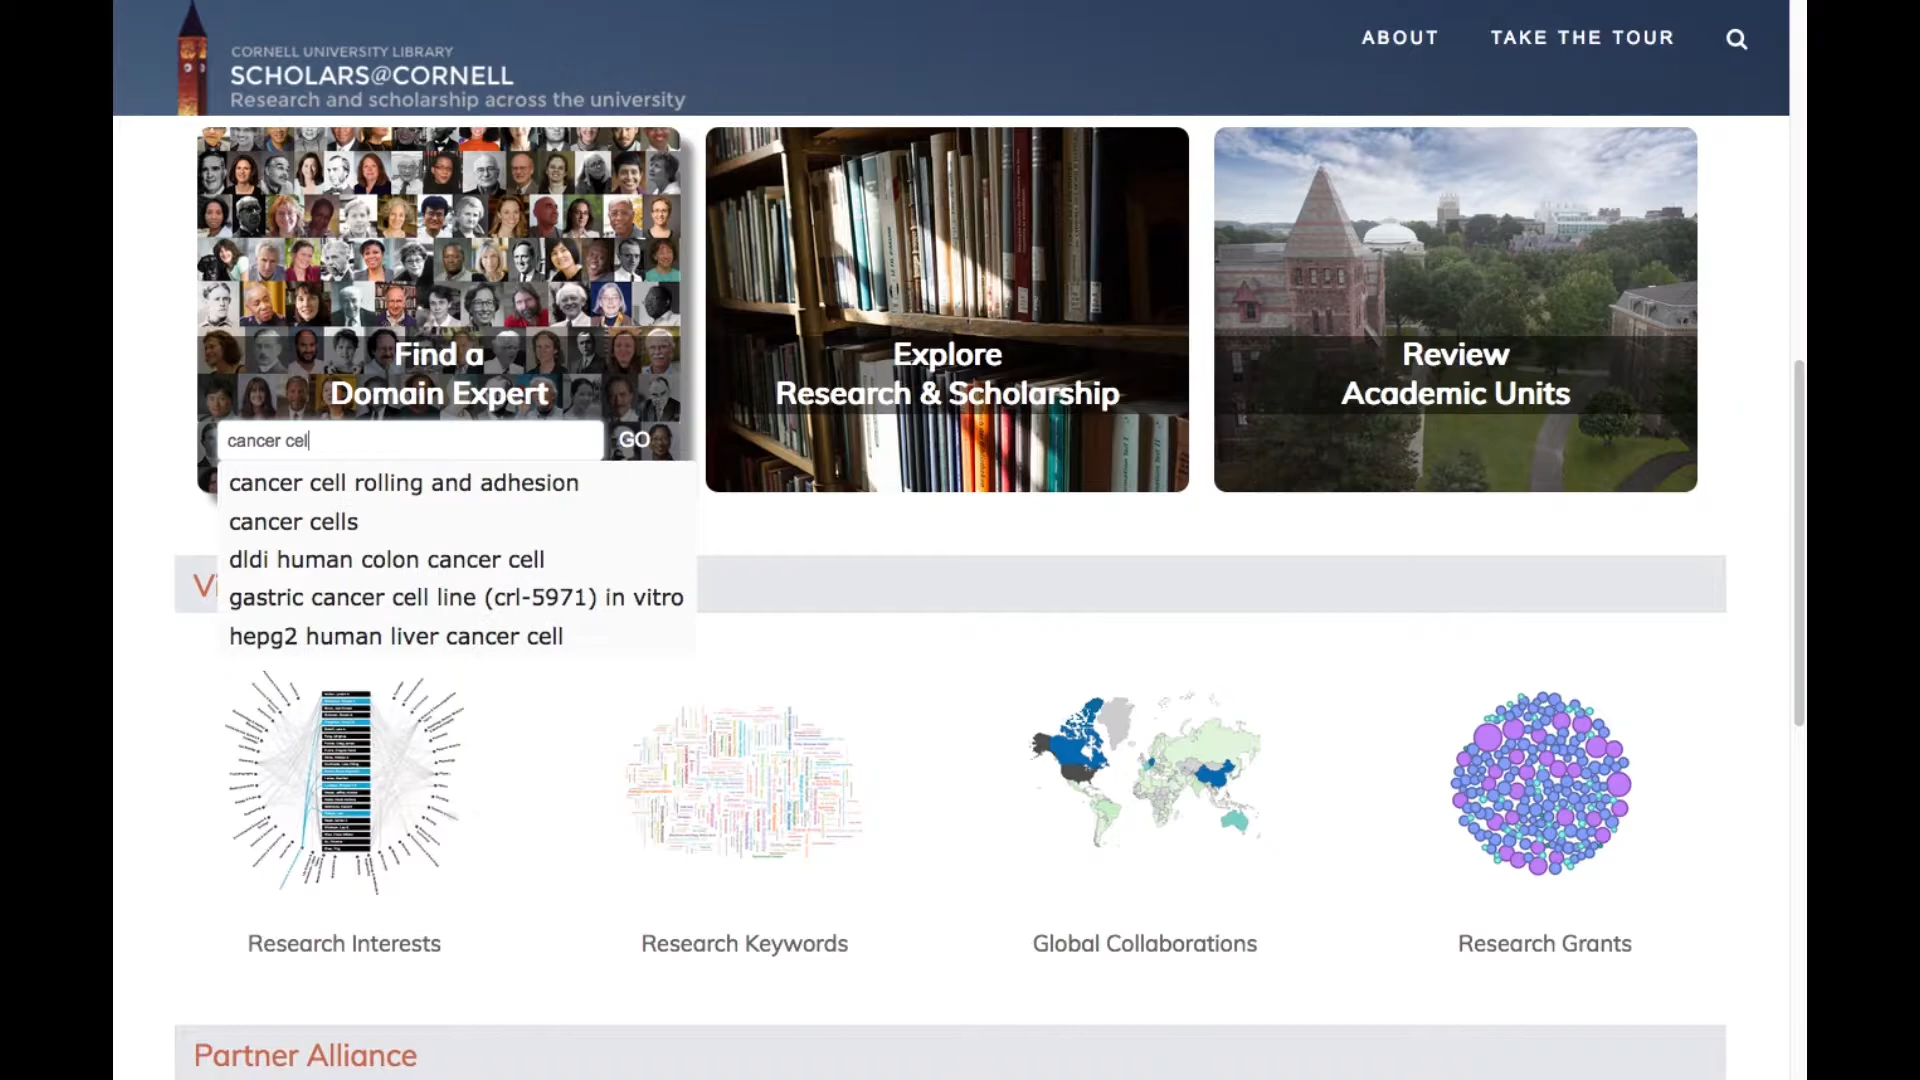 CORNELL UNIVERSITY LIBRARY
SCHOLARS@CORNELL
Research and scholarship across the university
ABOUT
TAKE THE TOUR
Find a
Domain Expert
cancer cel
GO
cancer cell rolling and adhesion
cancer cells
dldi human colon cancer cell
gastric cancer cell line (crl-5971) in vitro
hepg2 human liver cancer cell
Explore
Research & Scholarship
Review
Academic Units
Research Interests
Research Keywords
Global Collaborations
Research Grants
Partner Alliance